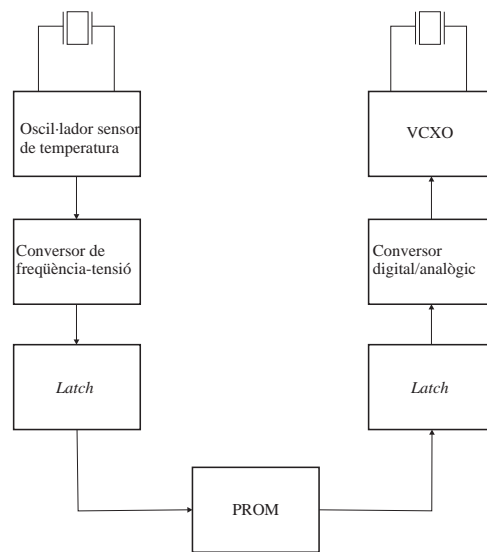 Oscil·lador sensor
de temperatura
VCXO
Conversor de
freqüència-tensió
Conversor
digital/analògic
Latch
Latch
PROM